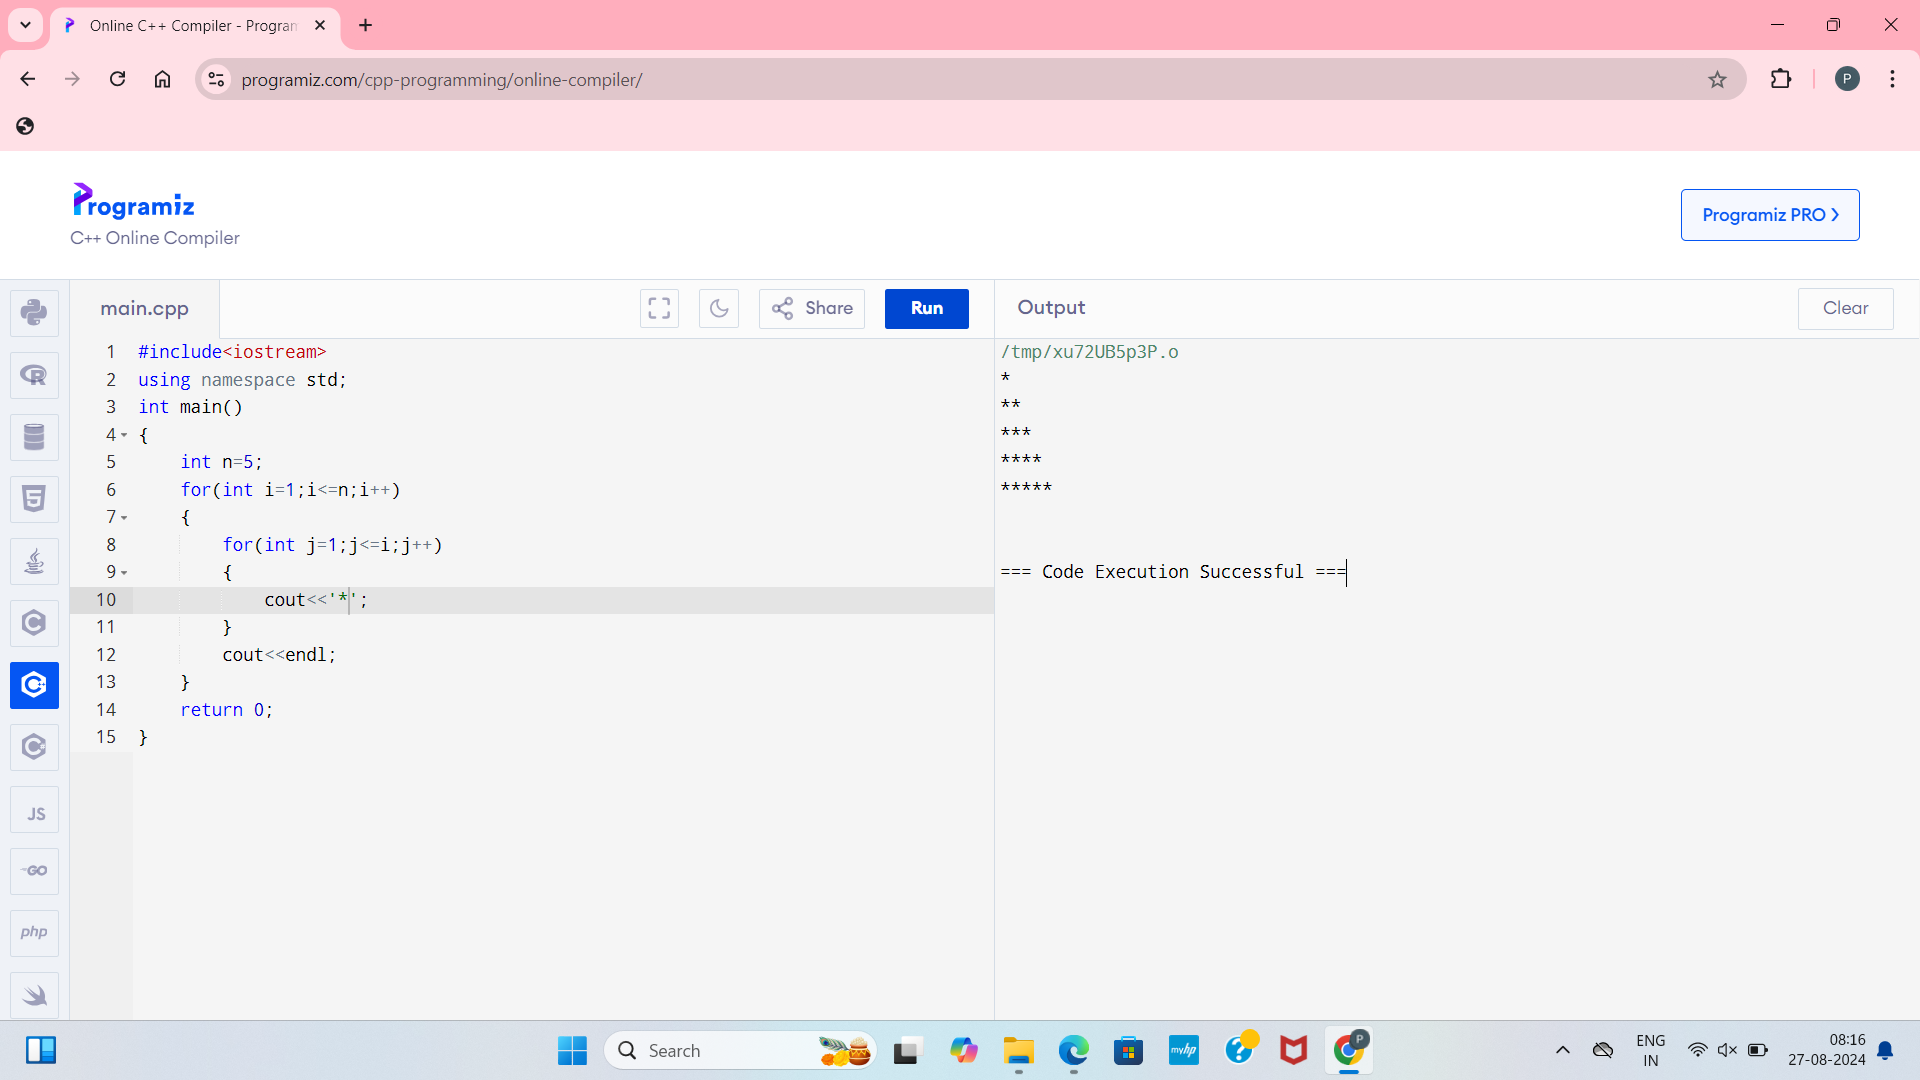 Online C++ Compiler - Program
programiz.com/cpp-programming/online-compiler/
P
Programiz
C++ Online Compiler
Programiz PRO
main.cpp
Share
Run
Output
Clear
1 #include<iostream>
2 using namespace std;
3 int main()
4 {
5 int n=5;
6 for(int i=1;i<=n;i++)
7 {
8 for(int j=1;j<=i;j++)
9 {
10 cout<<'*';
11 }
12 cout<<endl;
13 }
14 return 0;
15 }
/tmp/xu72UB5p3P.o
*
**
***
****
*****
=== Code Execution Successful ===
JS
GO
php
Search
myhp
P
ENG
IN
08:16
27-08-2024